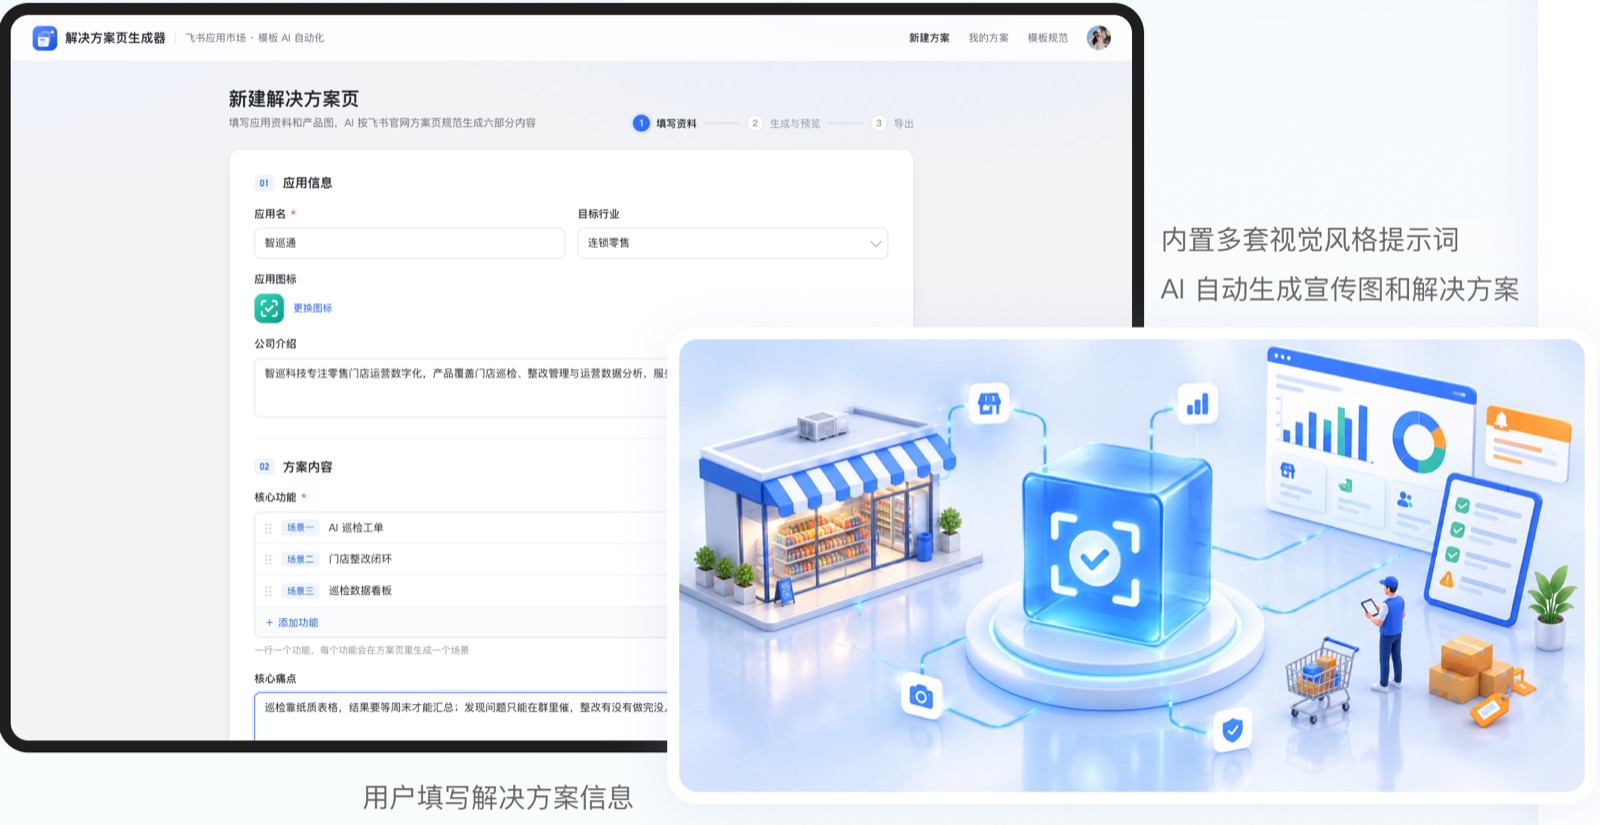 解决方案页生成器
飞书应用市场 · 模板 AI 自动化
新建方案
我的方案
模板规范
新建解决方案页
填写应用资料和产品图，AI 按飞书官网方案页规范生成六部分内容
1 填写资料
2 生成与预览
3 导出
01 应用信息
应用名 *
目标行业
智巡通
连锁零售
应用图标
更换图标
公司介绍
智巡科技专注零售门店运营数字化，产品覆盖门店巡检、整改管理与运营数据分析，服
02 方案内容
核心功能 *
场景一 AI 巡检工单
场景二 门店整改闭环
场景三 巡检数据看板
+ 添加功能
一行一个功能，每个功能会在方案页里生成一个场景
核心痛点
巡检靠纸质表格，结果要等周末才能汇总；发现问题只能在群里催，整改有没有做完没
内置多套视觉风格提示词
AI 自动生成宣传图和解决方案
用户填写解决方案信息